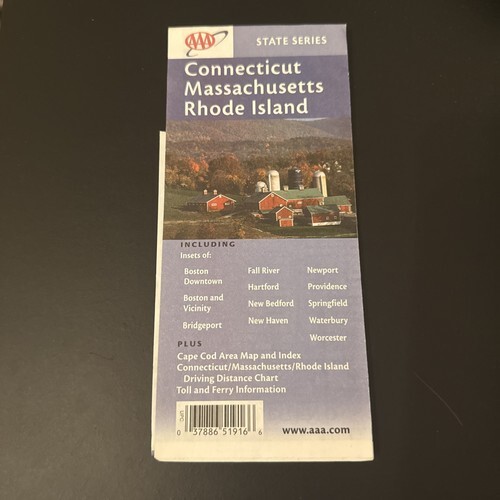 AAA
STATE SERIES
Connecticut
Massachusetts
Rhode Island
INCLUDING
Insets of:
Boston
Downtown
Boston and
Vicinity
Bridgeport
Fall River
Hartford
New Bedford
New Haven
Newport
Providence
Springfield
Waterbury
Worcester
PLUS
Cape Cod Area Map and Index
Connecticut/Massachusetts/Rhode Island
Driving Distance Chart
Toll and Ferry Information
0 37886 51916 6
www.aaa.com